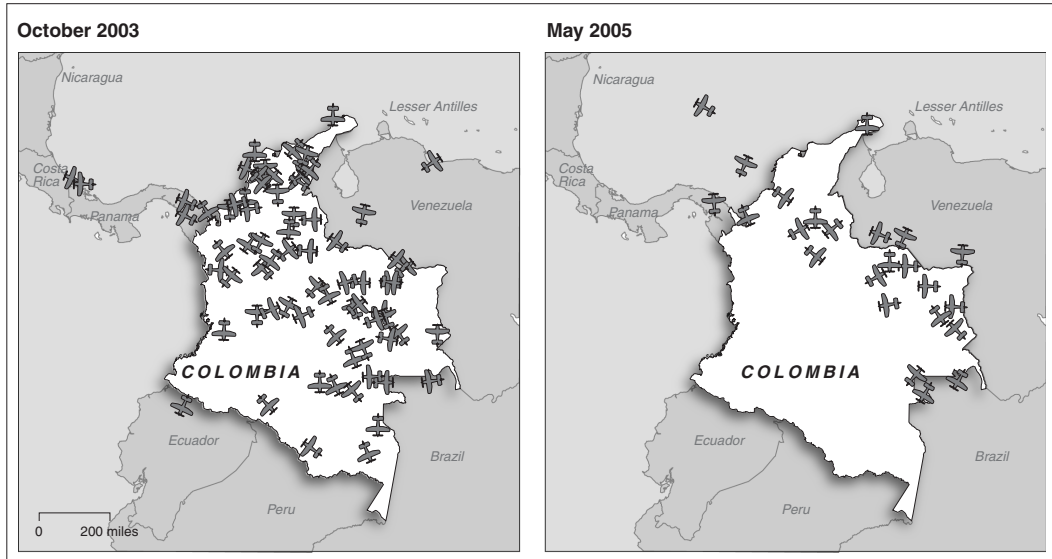 October 2003
Nicaragua
Lesser Antilles
Costa
Rica
Panama
Venezuela
COLOMBIA
Ecuador
Brazil
Peru
0 200 miles
May 2005
Nicaragua
Lesser Antilles
Costa
Rica
Panama
Venezuela
COLOMBIA
Ecuador
Brazil
Peru